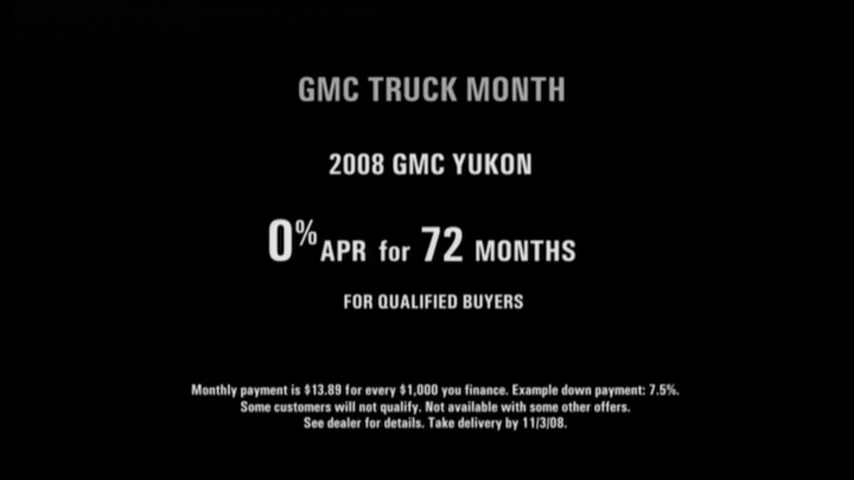 GMC TRUCK MONTH
2008 GMC YUKON
0% APR for 72 MONTHS
FOR QUALIFIED BUYERS
Monthly payment is $13.89 for every $1,000 you finance. Example down payment: 7.5%.
Some customers will not qualify. Not available with some other offers.
See dealer for details. Take delivery by 11/3/08.